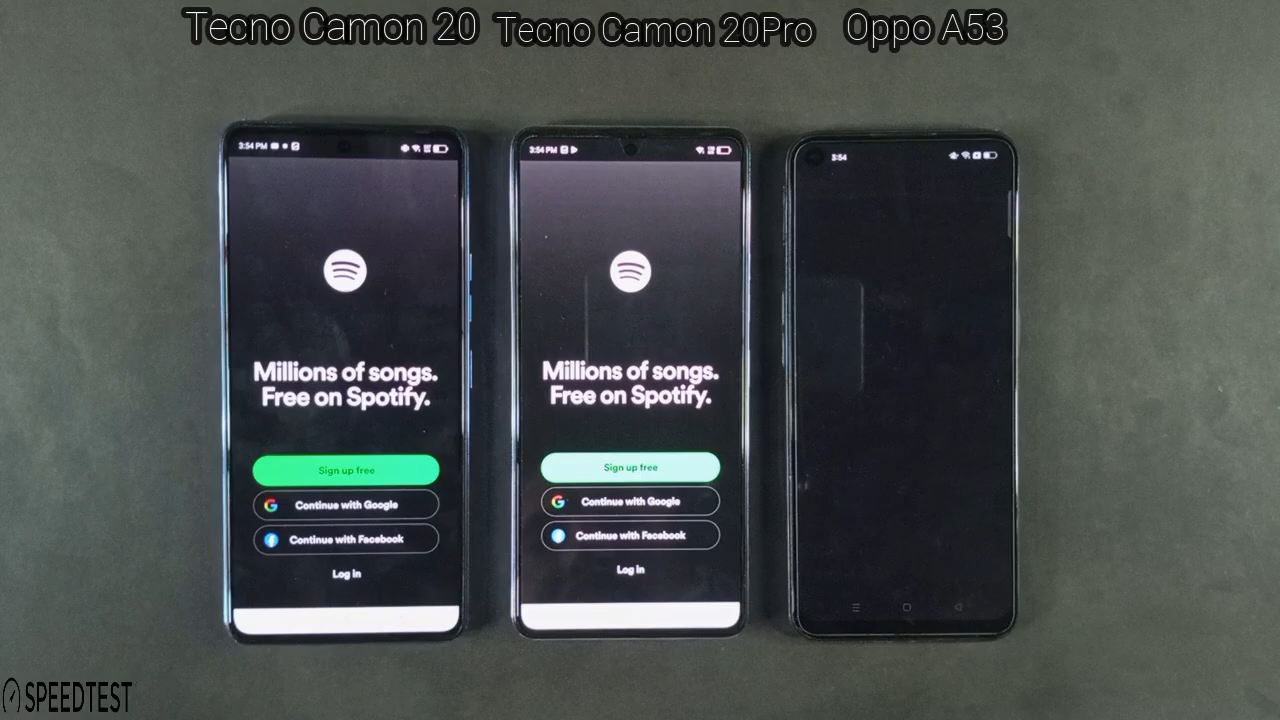 Tecno Camon 20
Tecno Camon 20Pro
Oppo A53
3:54 PM
Millions of songs.
Free on Spotify.
Sign up free
Continue with Google
Continue with Facebook
Log in
3:54 PM
Millions of songs.
Free on Spotify.
Sign up free
Continue with Google
Continue with Facebook
Log in
3:54
SPEEDTEST